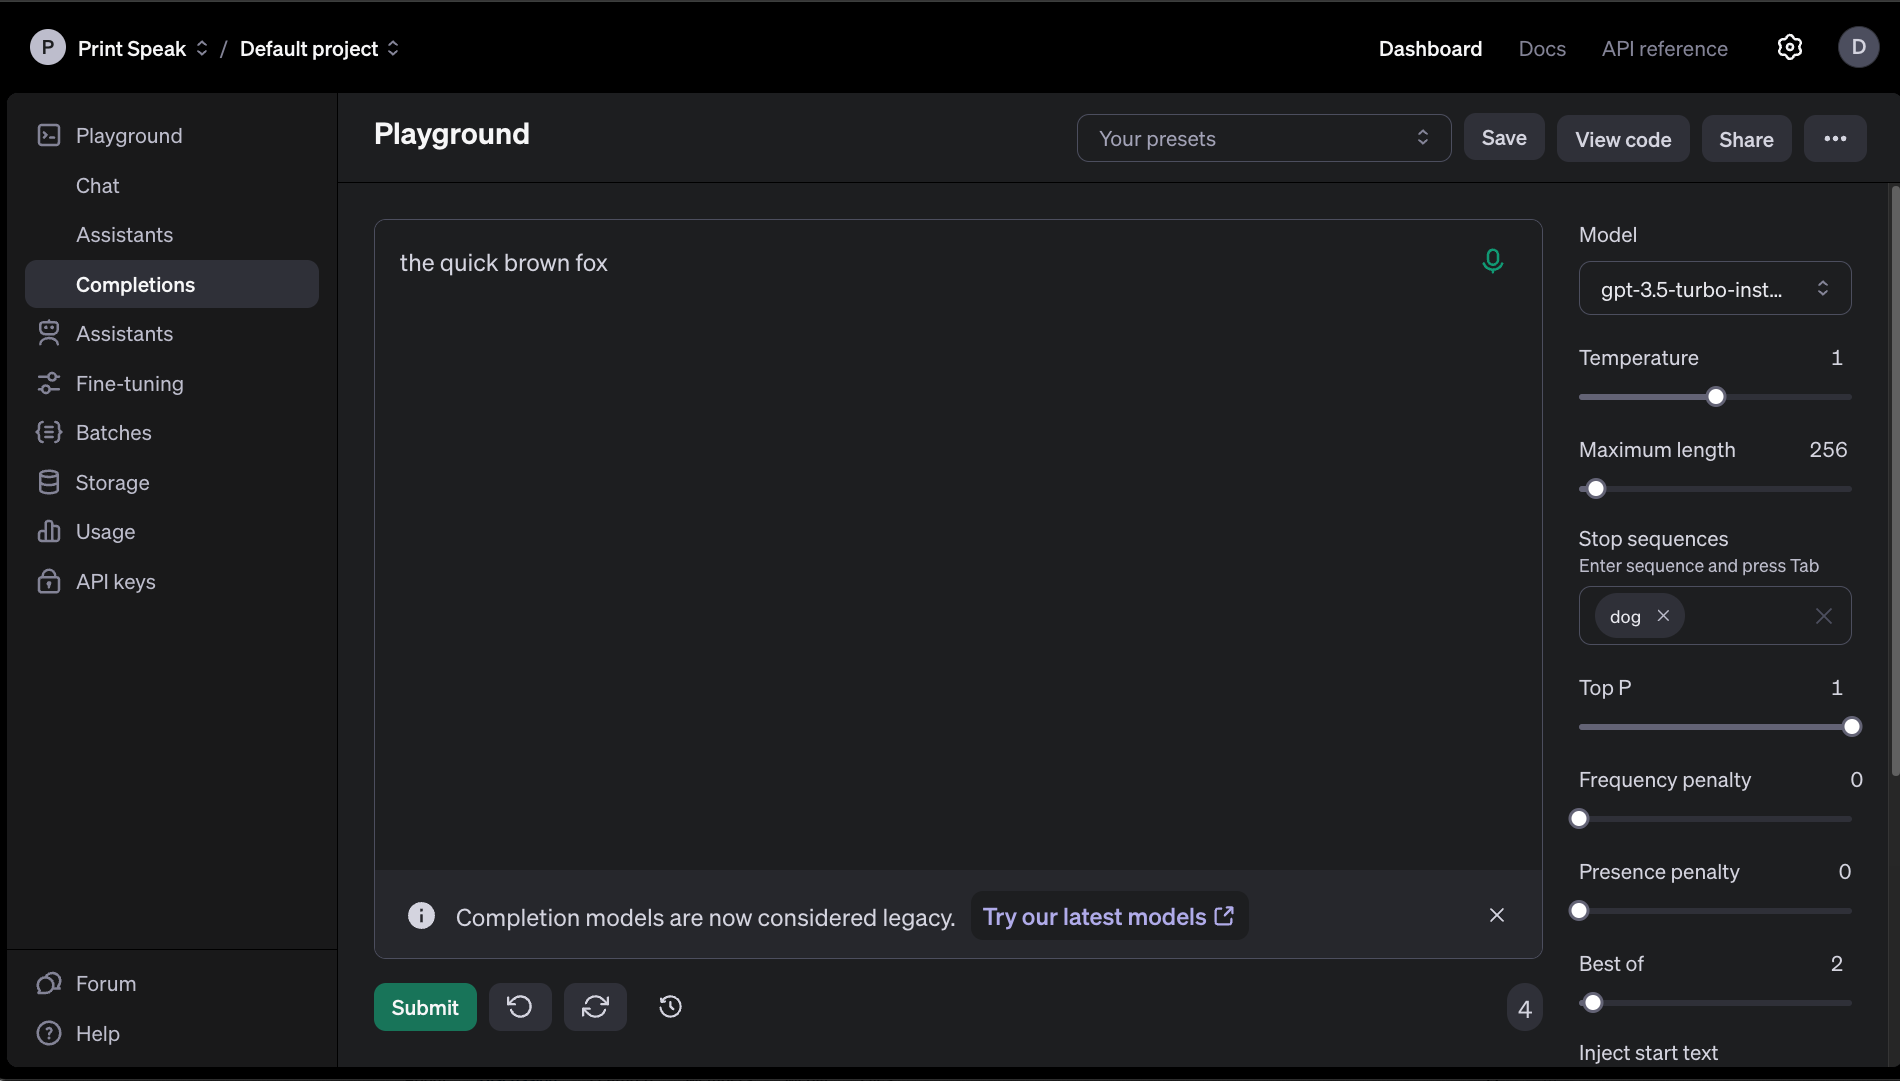 P Print Speak / Default project
Dashboard Docs API reference D
Playground
Chat
Assistants
Completions
Assistants
Fine-tuning
Batches
Storage
Usage
API keys
Forum
Help
Playground
Your presets
Save
View code
Share
the quick brown fox
Completion models are now considered legacy. Try our latest models
Submit
4
Model
gpt-3.5-turbo-inst...
Temperature 1
Maximum length 256
Stop sequences
Enter sequence and press Tab
dog
Top P 1
Frequency penalty 0
Presence penalty 0
Best of 2
Inject start text